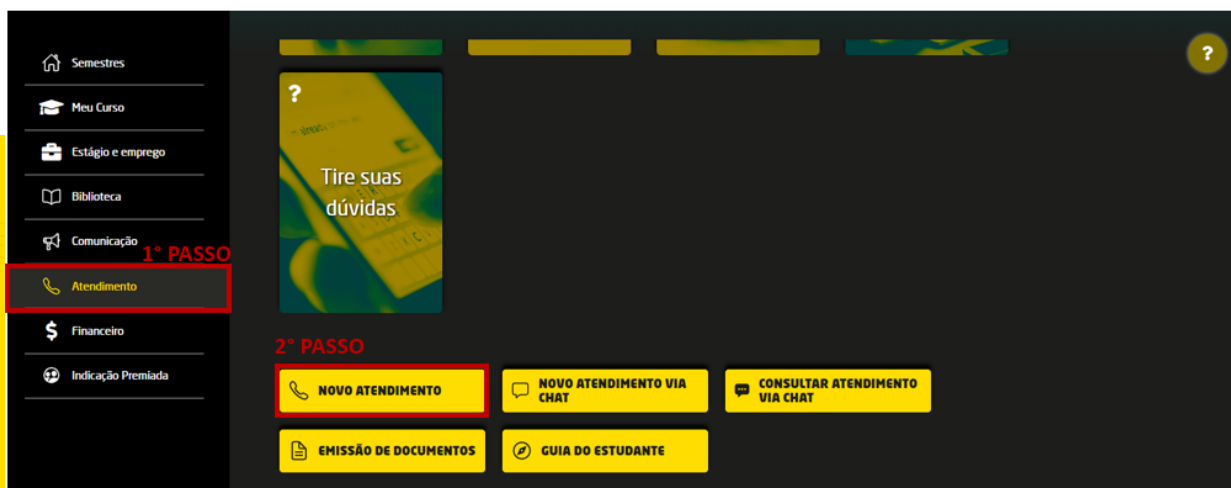 Semestres
Meu Curso
Estágio e emprego
Biblioteca
Comunicação
1° PASSO
Atendimento
Financeiro
Indicação Premiada
?
?
already
Tire suas
dúvidas
2° PASSO
NOVO ATENDIMENTO
NOVO ATENDIMENTO VIA
CHAT
CONSULTAR ATENDIMENTO
VIA CHAT
EMISSÃO DE DOCUMENTOS
GUIA DO ESTUDANTE